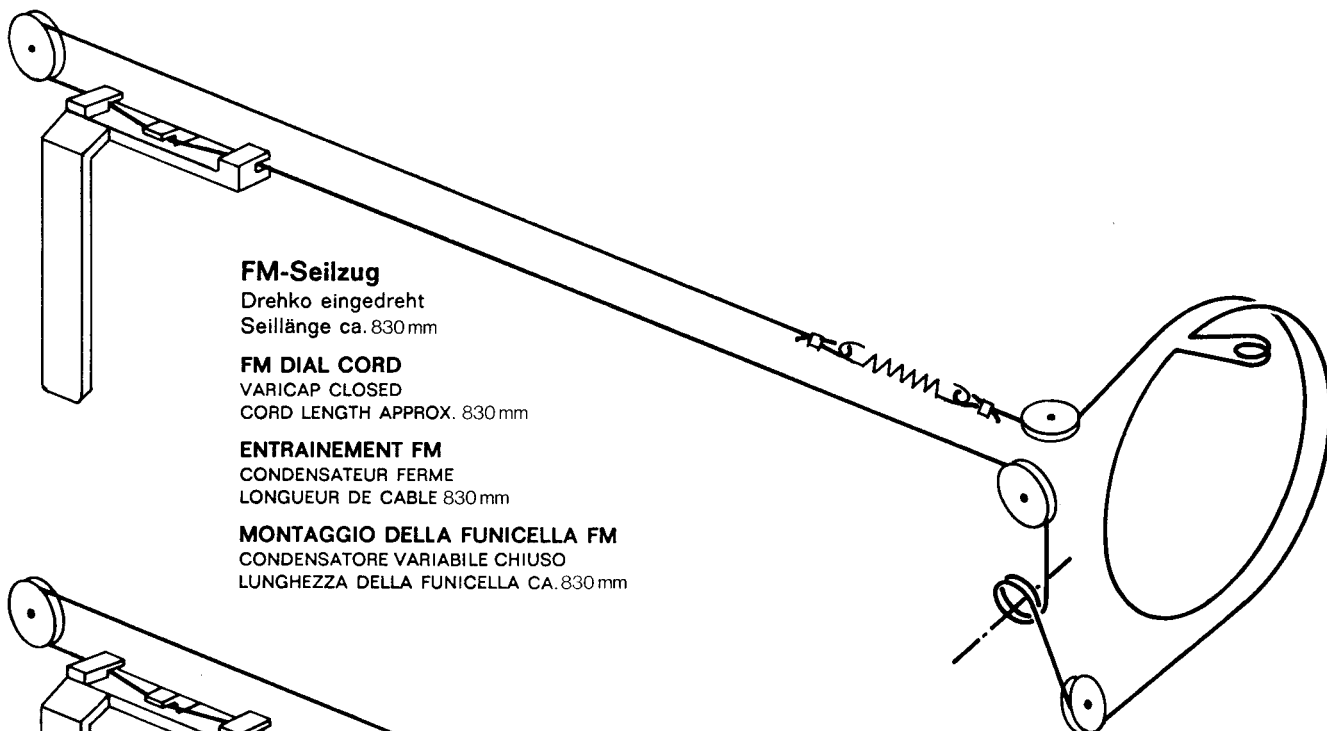 FM-Seilzug
Drehko eingedreht
Seillänge ca. 830 mm
FM DIAL CORD
VARICAP CLOSED
CORD LENGTH APPROX. 830 mm
ENTRAINEMENT FM
CONDENSATEUR FERME
LONGUEUR DE CABLE 830 mm
MONTAGGIO DELLA FUNICELLA FM
CONDENSATORE VARIABILE CHIUSO
LUNGHEZZA DELLA FUNICELLA CA. 830 mm